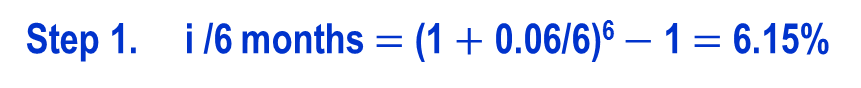 Step 1. i /6 months = (1 + 0.06/6)⁶ – 1 = 6.15%